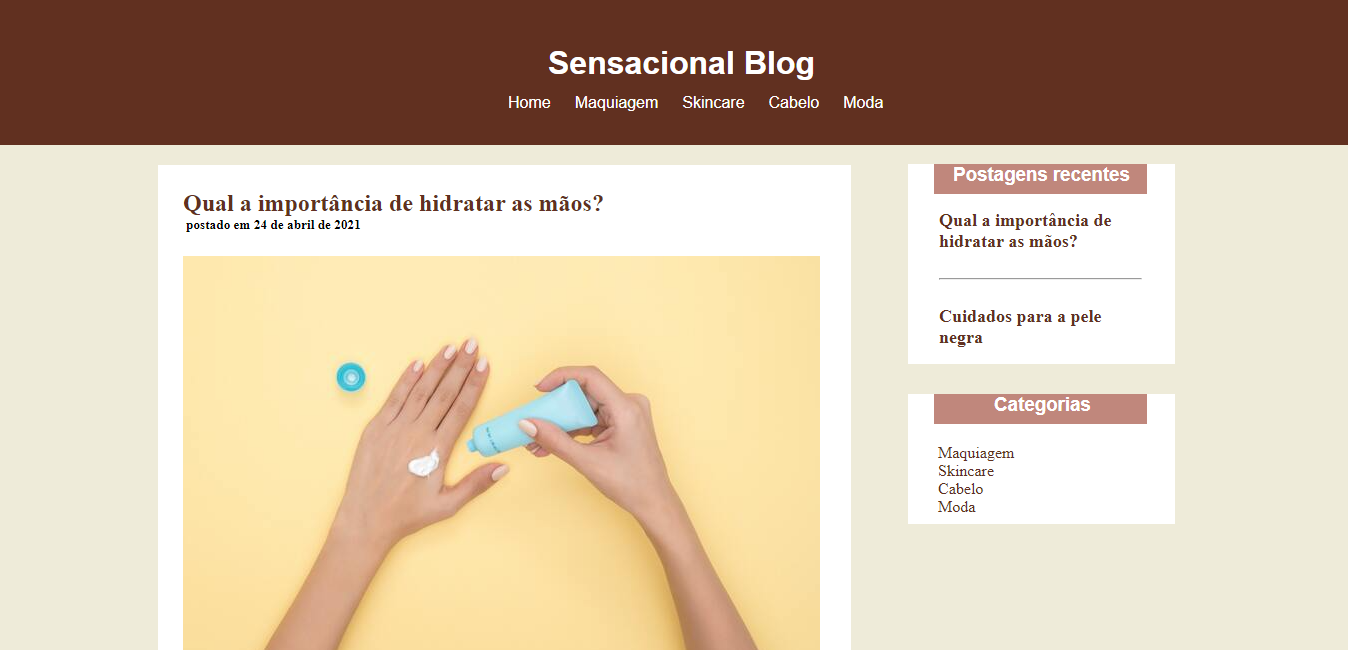 Sensacional Blog
Home Maquiagem Skincare Cabelo Moda
Qual a importância de hidratar as mãos?
postado em 24 de abril de 2021
Postagens recentes
Qual a importância de
hidratar as mãos?
Cuidados para a pele
negra
Categorias
Maquiagem
Skincare
Cabelo
Moda